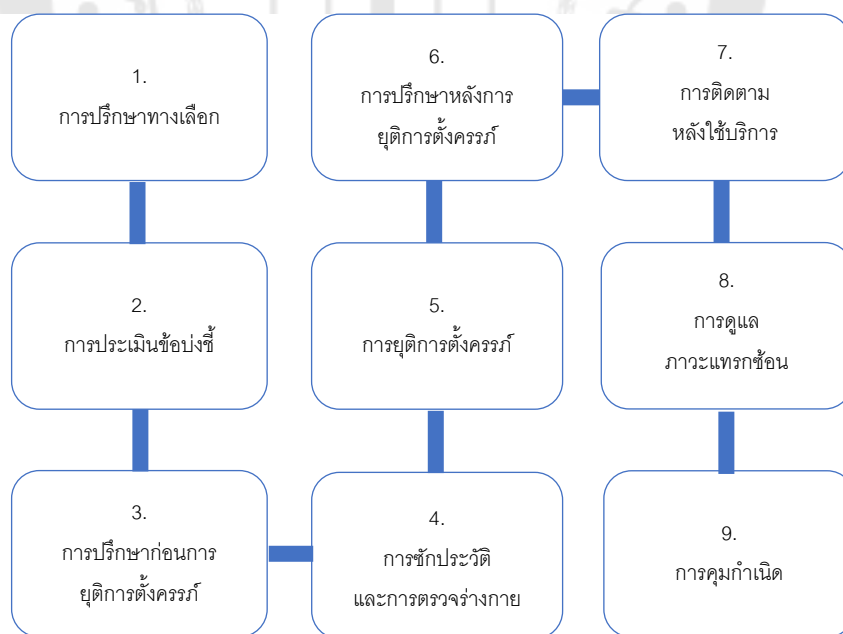 1.
การปรึกษาทางเลือก
2.
การประเมินข้อบ่งชี้
3.
การปรึกษาก่อนการ
ยุติการตั้งครรภ์
4.
การซักประวัติ
และการตรวจร่างกาย
5.
การยุติการตั้งครรภ์
6.
การปรึกษาหลังการ
ยุติการตั้งครรภ์
7.
การติดตาม
หลังใช้บริการ
8.
การดูแล
ภาวะแทรกซ้อน
9.
การคุมกำเนิด